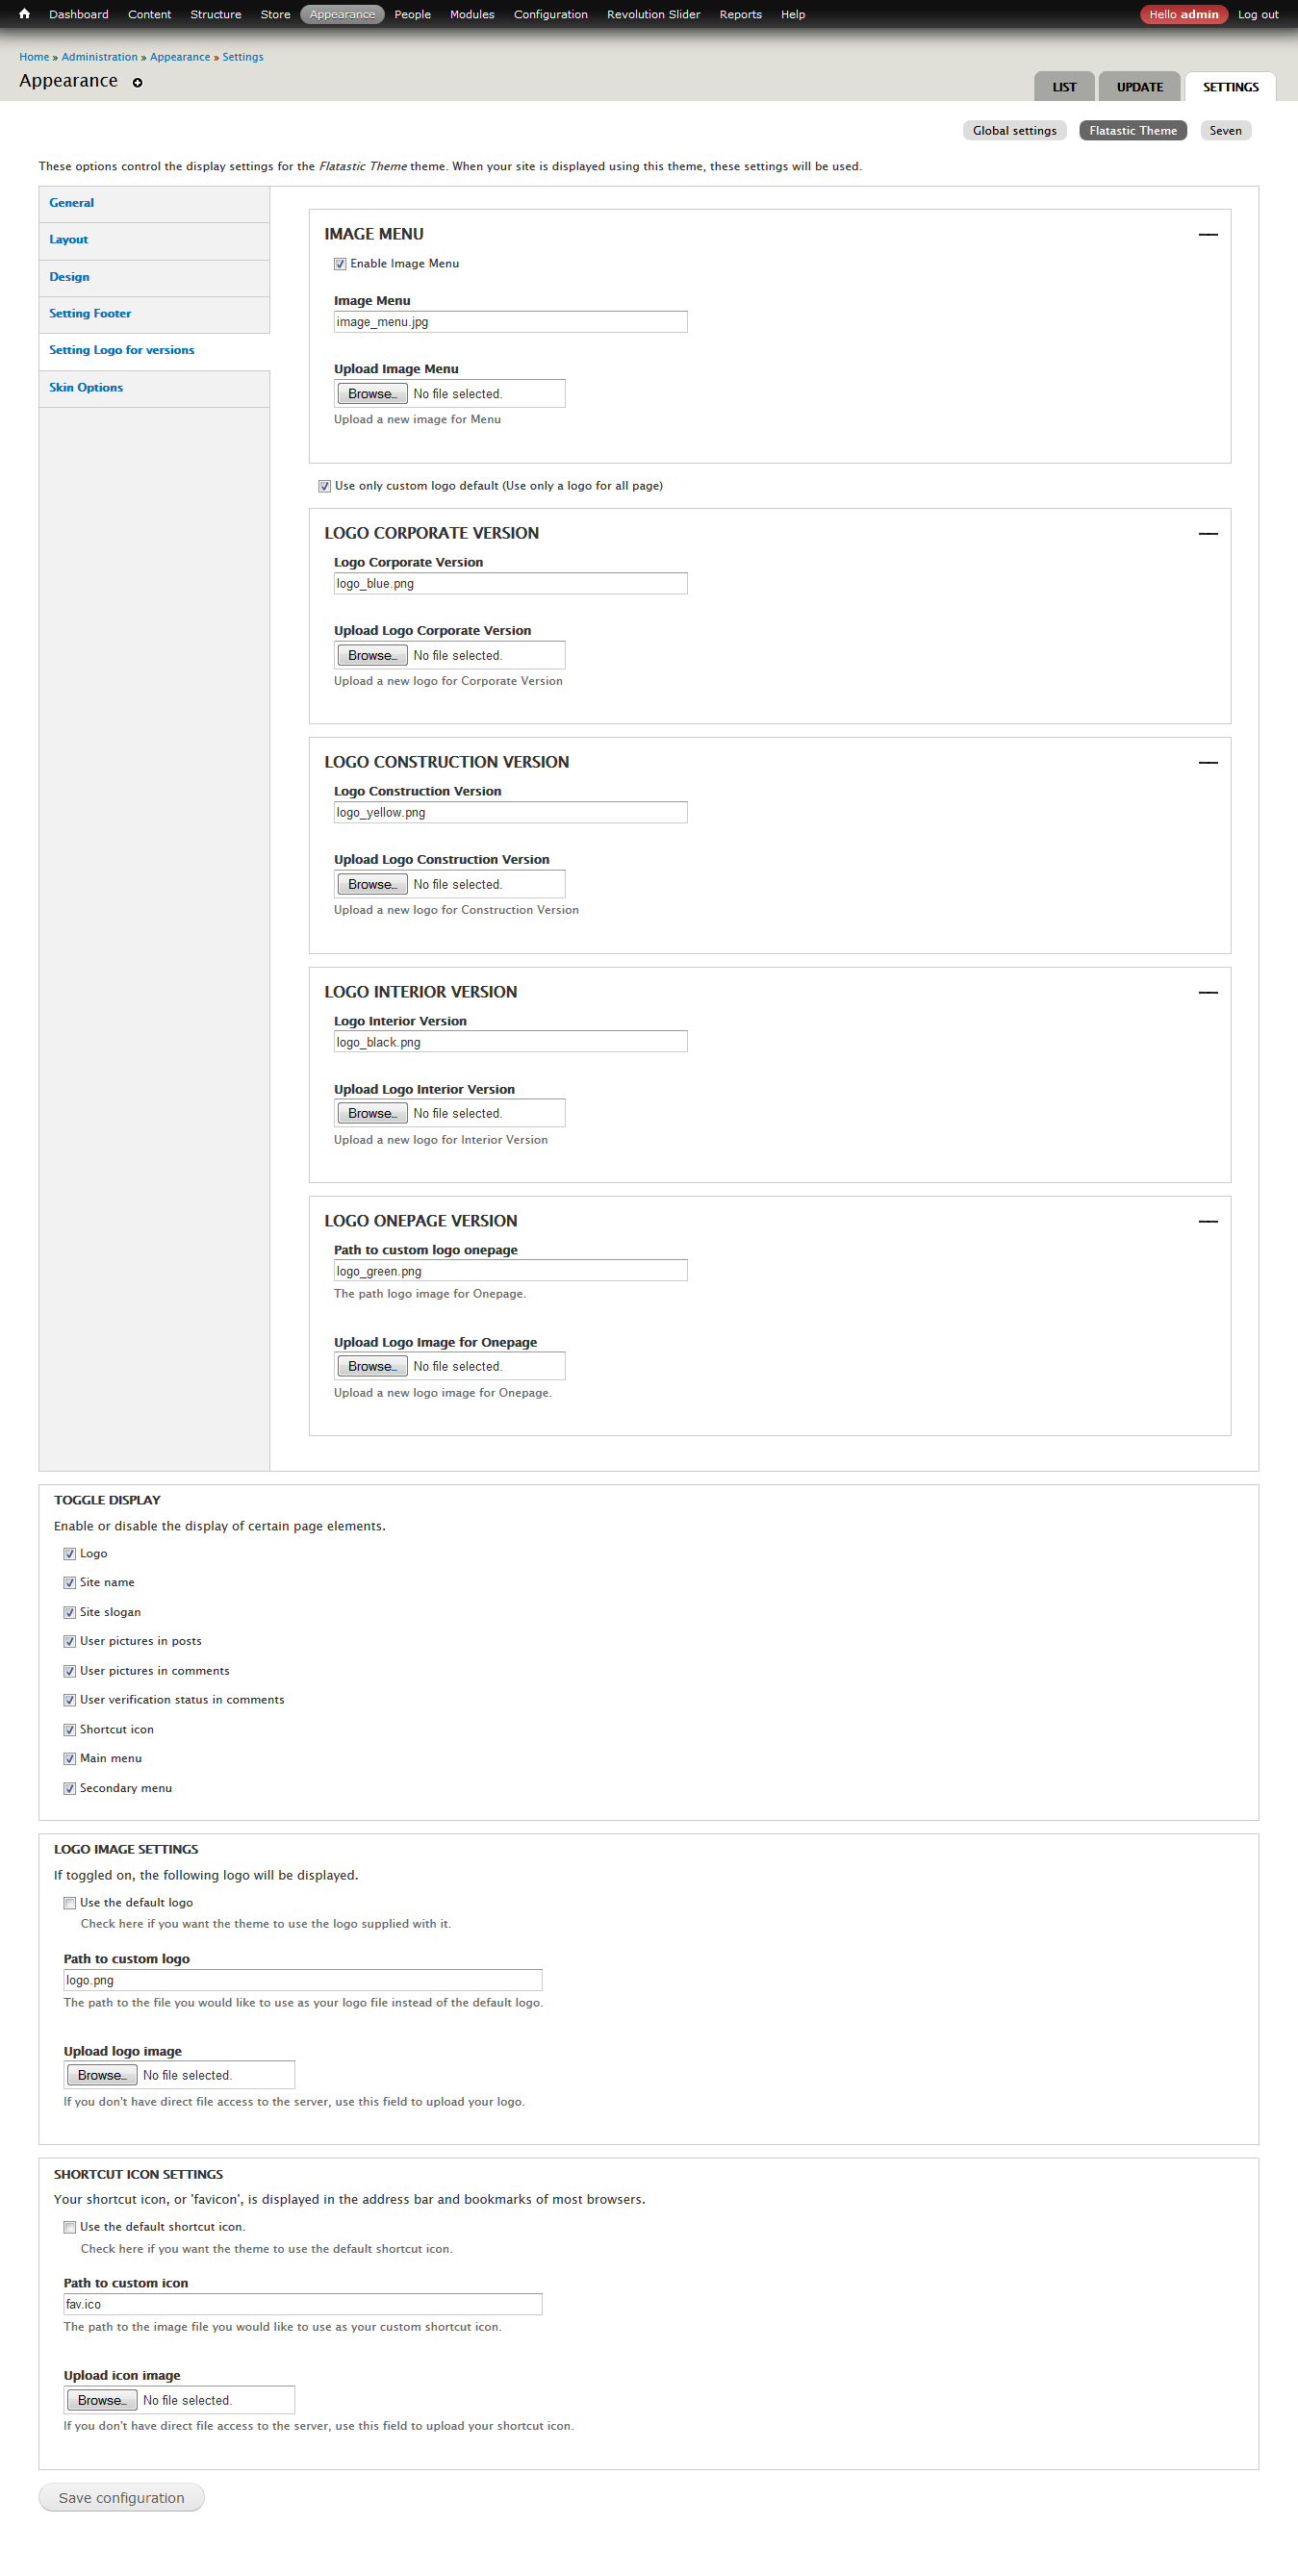 Dashboard Content Structure Store Appearance People Modules Configuration Revolution Slider Reports Help Hello admin Log out
Home » Administration » Appearance » Settings
Appearance
LIST UPDATE SETTINGS
Global settings Flatastic Theme Seven
These options control the display settings for the Flatastic Theme theme. When your site is displayed using this theme, these settings will be used.
General
Layout
Design
Setting Footer
Setting Logo for versions
Skin Options
IMAGE MENU
Enable Image Menu
Image Menu
image_menu.jpg
Upload Image Menu
Browse... No file selected.
Upload a new image for Menu
Use only custom logo default (Use only a logo for all page)
LOGO CORPORATE VERSION
Logo Corporate Version
logo_blue.png
Upload Logo Corporate Version
Browse... No file selected.
Upload a new logo for Corporate Version
LOGO CONSTRUCTION VERSION
Logo Construction Version
logo_yellow.png
Upload Logo Construction Version
Browse... No file selected.
Upload a new logo for Construction Version
LOGO INTERIOR VERSION
Logo Interior Version
logo_black.png
Upload Logo Interior Version
Browse... No file selected.
Upload a new logo for Interior Version
LOGO ONEPAGE VERSION
Path to custom logo onepage
logo_green.png
The path logo image for Onepage.
Upload Logo Image for Onepage
Browse... No file selected.
Upload a new logo image for Onepage.
TOGGLE DISPLAY
Enable or disable the display of certain page elements.
Logo
Site name
Site slogan
User pictures in posts
User pictures in comments
User verification status in comments
Shortcut icon
Main menu
Secondary menu
LOGO IMAGE SETTINGS
If toggled on, the following logo will be displayed.
Use the default logo
Check here if you want the theme to use the logo supplied with it.
Path to custom logo
logo.png
The path to the file you would like to use as your logo file instead of the default logo.
Upload logo image
Browse... No file selected.
If you don't have direct file access to the server, use this field to upload your logo.
SHORTCUT ICON SETTINGS
Your shortcut icon, or 'favicon', is displayed in the address bar and bookmarks of most browsers.
Use the default shortcut icon.
Check here if you want the theme to use the default shortcut icon.
Path to custom icon
fav.ico
The path to the image file you would like to use as your custom shortcut icon.
Upload icon image
Browse... No file selected.
If you don't have direct file access to the server, use this field to upload your shortcut icon.
Save configuration